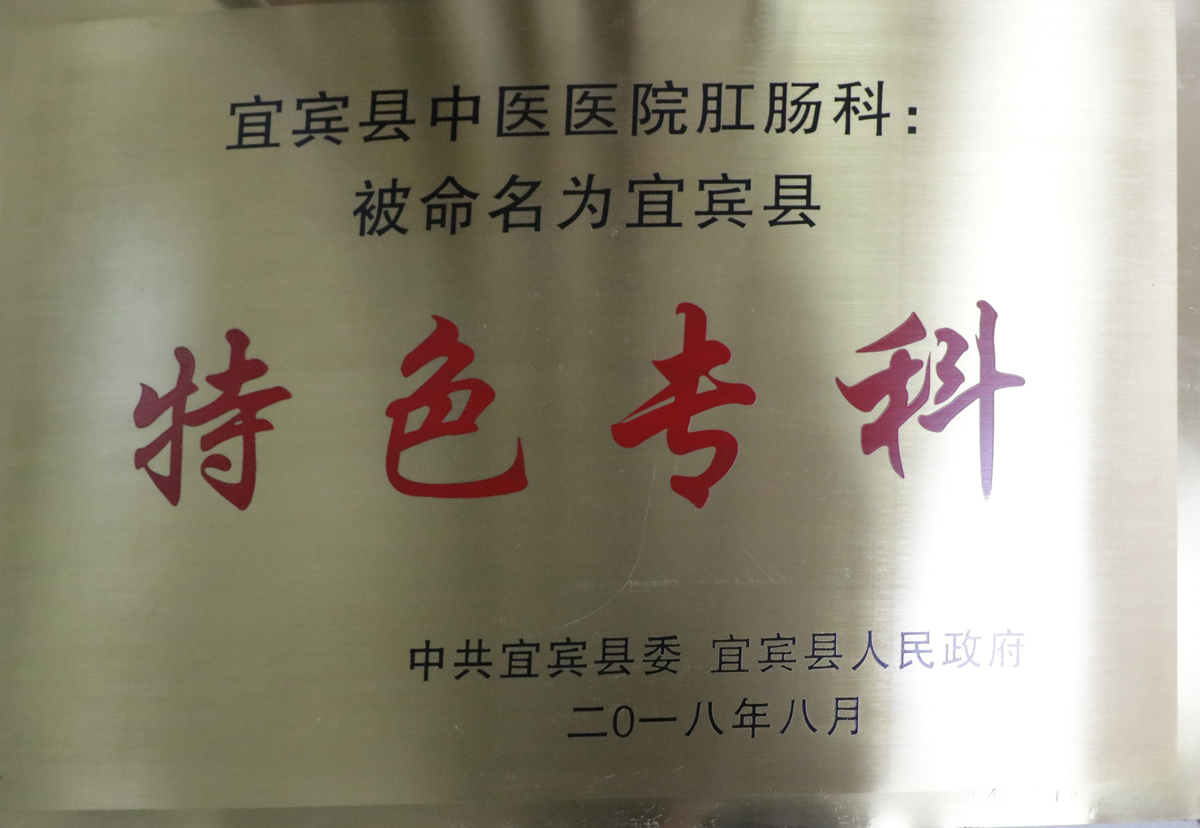 宜宾县中医医院肛肠科:
被命名为宜宾县
特色专科
中共宜宾县委 宜宾县人民政府
二0一八年八月